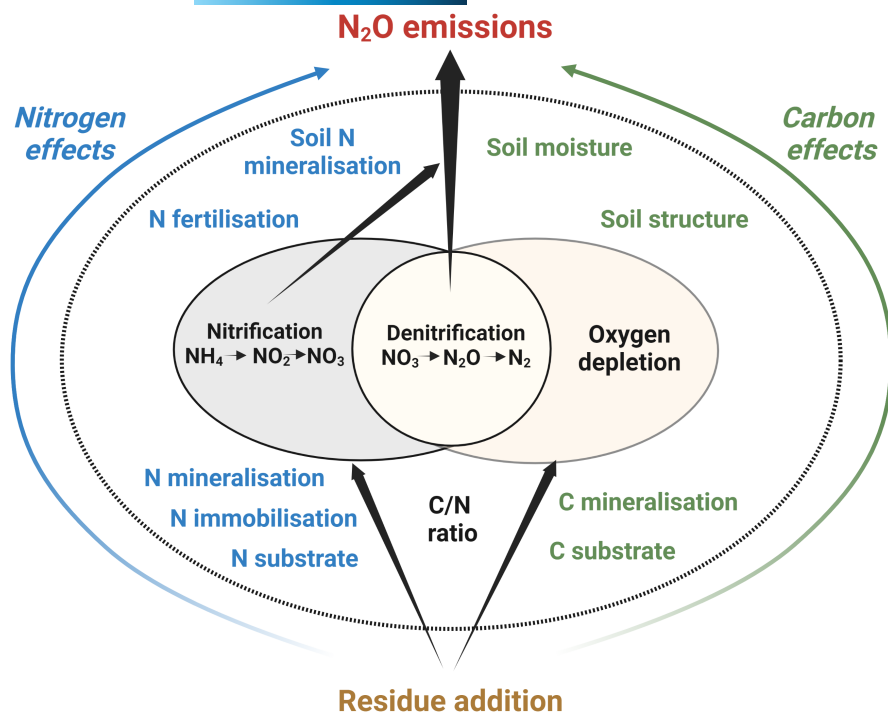 N₂O emissions
Nitrogen
effects
Carbon
effects
Soil N
mineralisation
Soil moisture
N fertilisation
Soil structure
Nitrification
NH₄ → NO₂ → NO₃
Denitrification
NO₃ → N₂O → N₂
Oxygen
depletion
N mineralisation
N immobilisation
N substrate
C/N
ratio
C mineralisation
C substrate
Residue addition